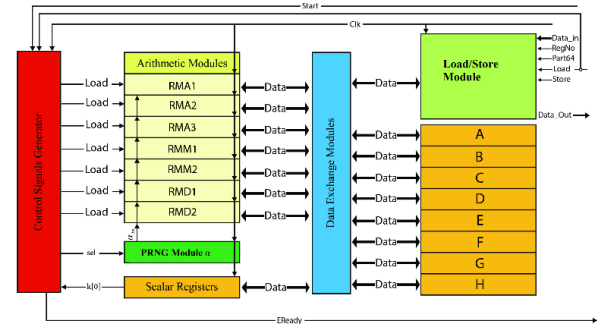 Start
Clk
Control Signals Generator
Arithmetic Modules
Load RMA1 Data
Load RMA2 Data
Load RMA3 Data
Load RMM1 Data
Load RMM2 Data
Load RMD1 Data
Load RMD2 Data
αin
sel PRNG Module α
k[0] Scalar Registers Data
Data Exchange Modules
Data Load/Store
Module
Data_in
RegNo
Part64
Load
Store
Data_Out
Data A
Data B
Data C
Data D
Data E
Data F
Data G
Data H
EReady